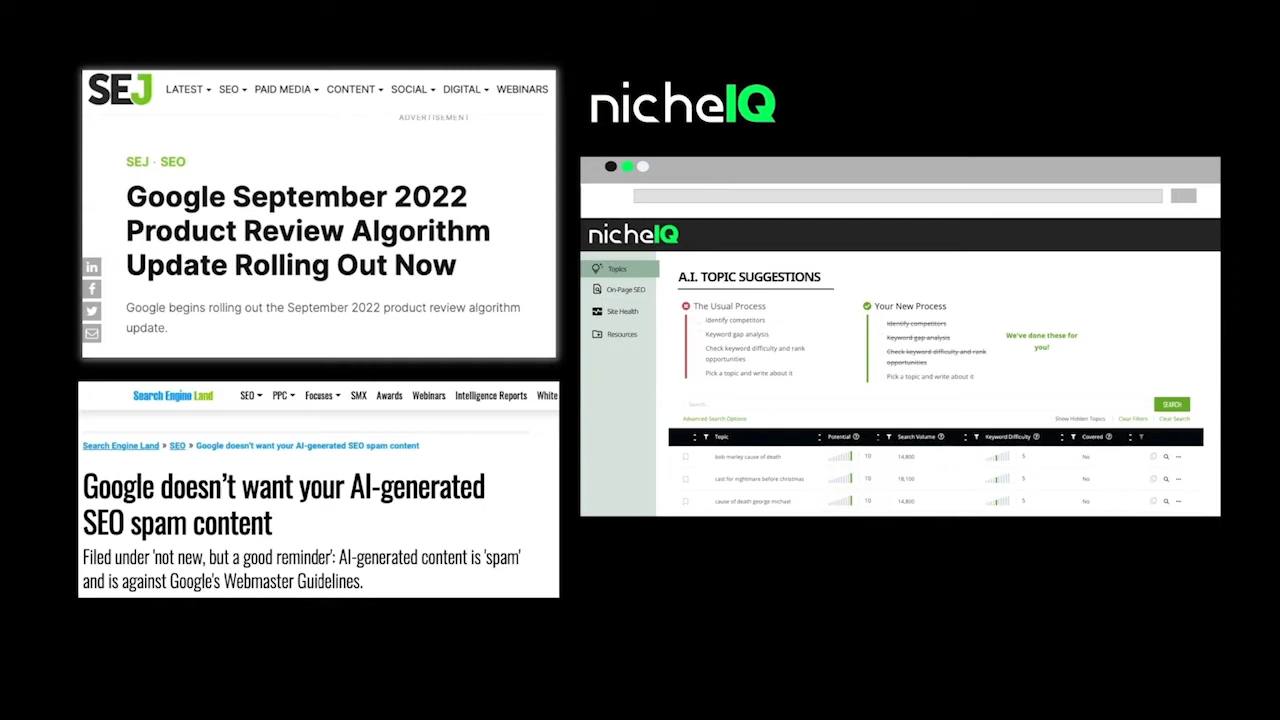 SEJ
LATEST SEO PAID MEDIA CONTENT SOCIAL DIGITAL WEBINARS
ADVERTISEMENT
SEJ · SEO
Google September 2022
Product Review Algorithm
Update Rolling Out Now
Google begins rolling out the September 2022 product review algorithm
update.
Search Engine Land
SEO PPC Focuses SMX Awards Webinars Intelligence Reports White
Search Engine Land » SEO » Google doesn't want your AI-generated SEO spam content
Google doesn't want your AI-generated
SEO spam content
Filed under 'not new, but a good reminder': AI-generated content is 'spam'
and is against Google's Webmaster Guidelines.
nicheIQ
nicheIQ
Topics
On-Page SEO
Site Health
Resources
A.I. TOPIC SUGGESTIONS
The Usual Process
Identify competitors
Keyword gap analysis
Check keyword difficulty and rank
opportunities
Pick a topic and write about it
Your New Process
Identify competitors
Keyword gap analysis
Check keyword difficulty and rank
opportunities
Pick a topic and write about it
We've done these for
you!
Search...
SEARCH
Advanced Search Options
Show Hidden Topics Clear Filters Clear Search
Topic Potential Search Volume Keyword Difficulty Covered
bob marley cause of death 10 14,800 5 No
cast for nightmare before christmas 10 18,100 5 No
cause of death george michael 10 14,800 5 No